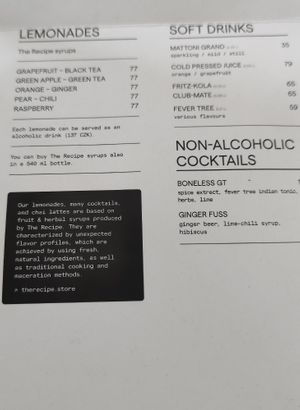 LEMONADES
The Recipe syrups
GRAPEFRUIT – BLACK TEA 77
GREEN APPLE – GREEN TEA 77
ORANGE – GINGER 77
PEAR – CHILI 77
RASPBERRY 77
Each lemonade can be served as an
alcoholic drink (137 CZK).
You can buy The Recipe syrups also
in a 540 ml bottle.
Our lemonades, many cocktails,
and chai lattes are based on
fruit & herbal syrups produced
by The Recipe. They are
characterized by unexpected
flavor profiles, which are
achieved by using fresh,
natural ingredients, as well
as traditional cooking and
maceration methods.
therecipe.store
SOFT DRINKS
MATTONI GRAND 35
sparkling / mild / still
COLD PRESSED JUICE 79
orange / grapefruit
FRITZ-KOLA 65
CLUB-MATE 65
FEVER TREE 59
various flavours
NON-ALCOHOLIC
COCKTAILS
BONELESS GT
spice extract, fever tree indian tonic,
herbs, lime
GINGER FUSS
ginger beer, lime-chili syrup,
hibiscus